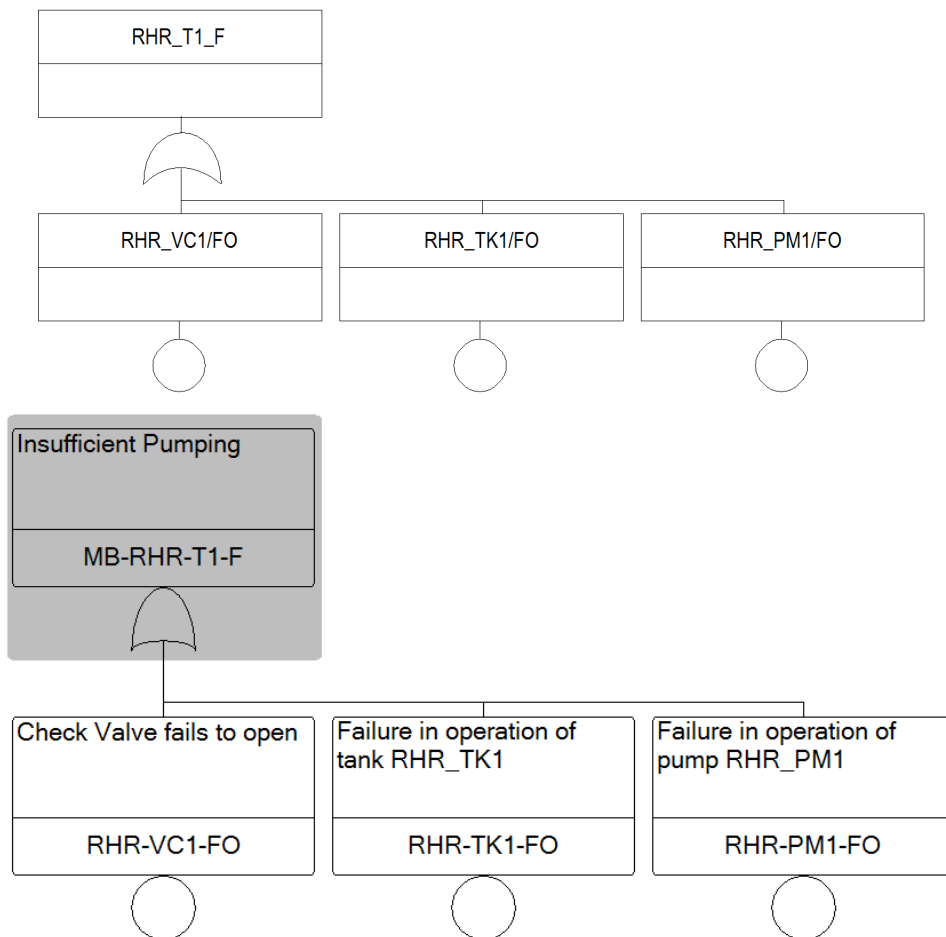 RHR_T1_F
RHR_VC1/FO
RHR_TK1/FO
RHR_PM1/FO
Insufficient Pumping
MB-RHR-T1-F
Check Valve fails to open
RHR-VC1-FO
Failure in operation of
tank RHR_TK1
RHR-TK1-FO
Failure in operation of
pump RHR_PM1
RHR-PM1-FO